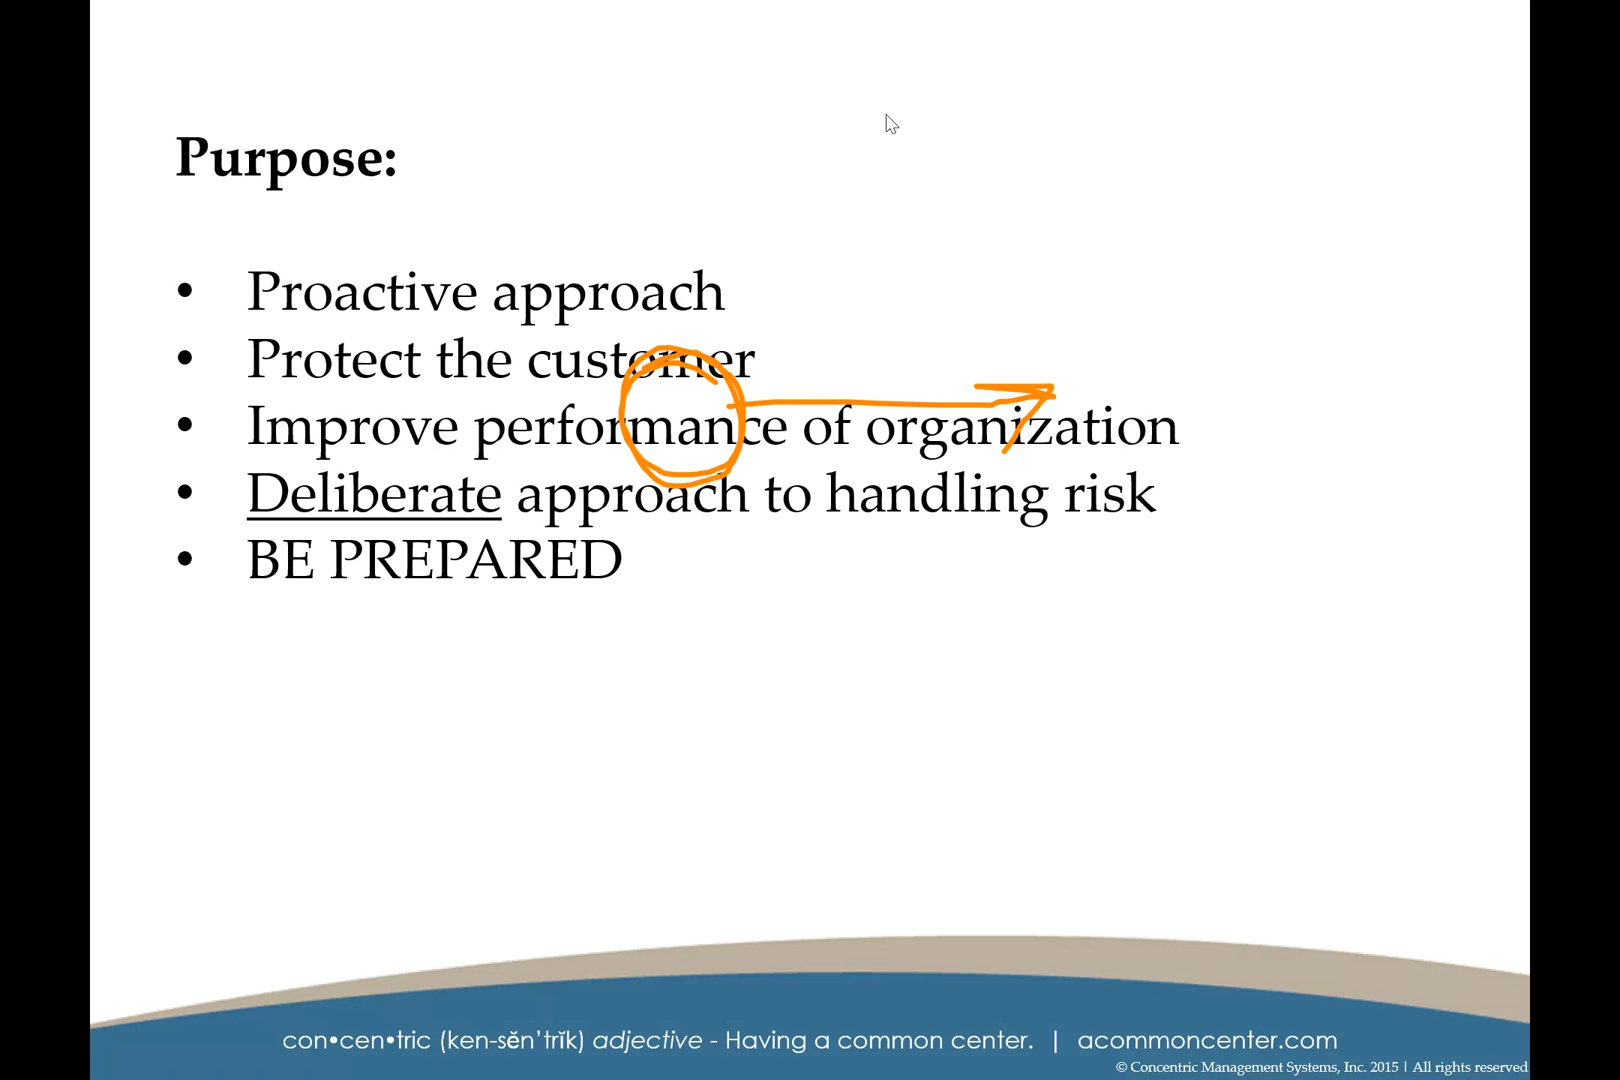 Purpose:
• Proactive approach
• Protect the customer
• Improve performance of organization
• Deliberate approach to handling risk
• BE PREPARED
con•cen•tric (ken-sĕn’trĭk) adjective - Having a common center. | acommoncenter.com
© Concentric Management Systems, Inc. 2015 | All rights reserved